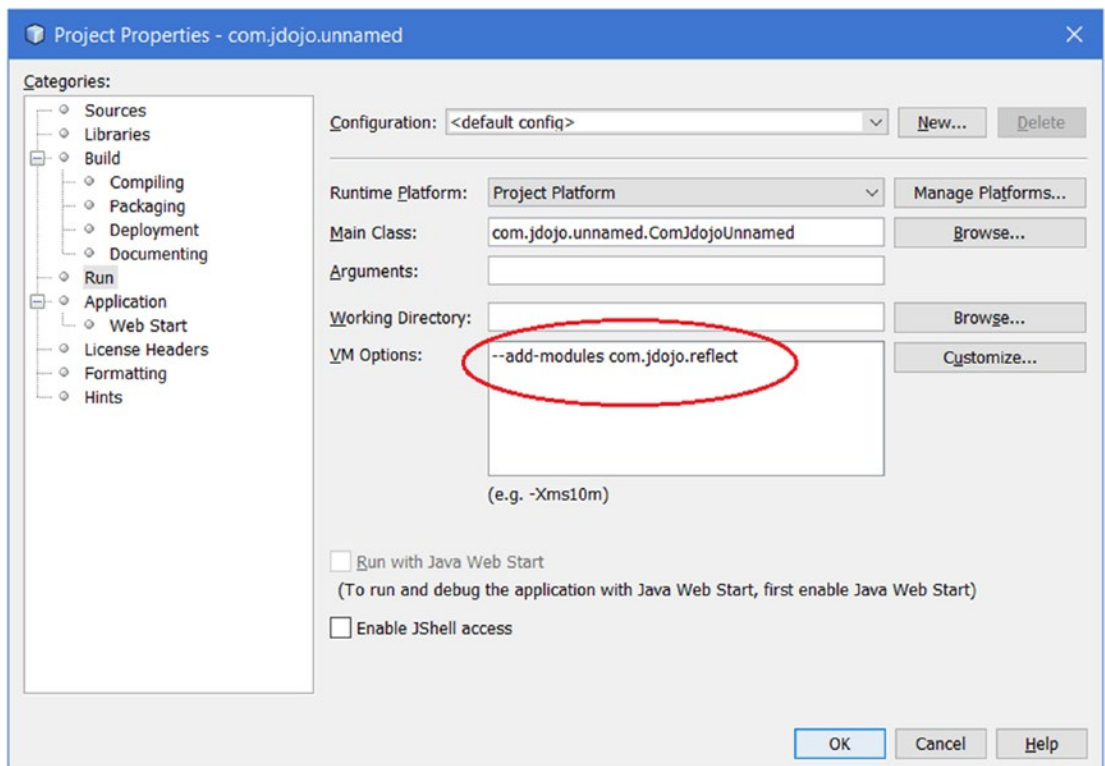 Project Properties - com.jdojo.unnamed
Categories:
Sources
Libraries
Build
Compiling
Packaging
Deployment
Documenting
Run
Application
Web Start
License Headers
Formatting
Hints
Configuration: <default config> New... Delete
Runtime Platform: Project Platform Manage Platforms...
Main Class: com.jdojo.unnamed.ComJdojoUnnamed Browse...
Arguments:
Working Directory: Browse...
VM Options: --add-modules com.jdojo.reflect Customize...
(e.g. -Xms10m)
Run with Java Web Start
(To run and debug the application with Java Web Start, first enable Java Web Start)
Enable JShell access
OK Cancel Help